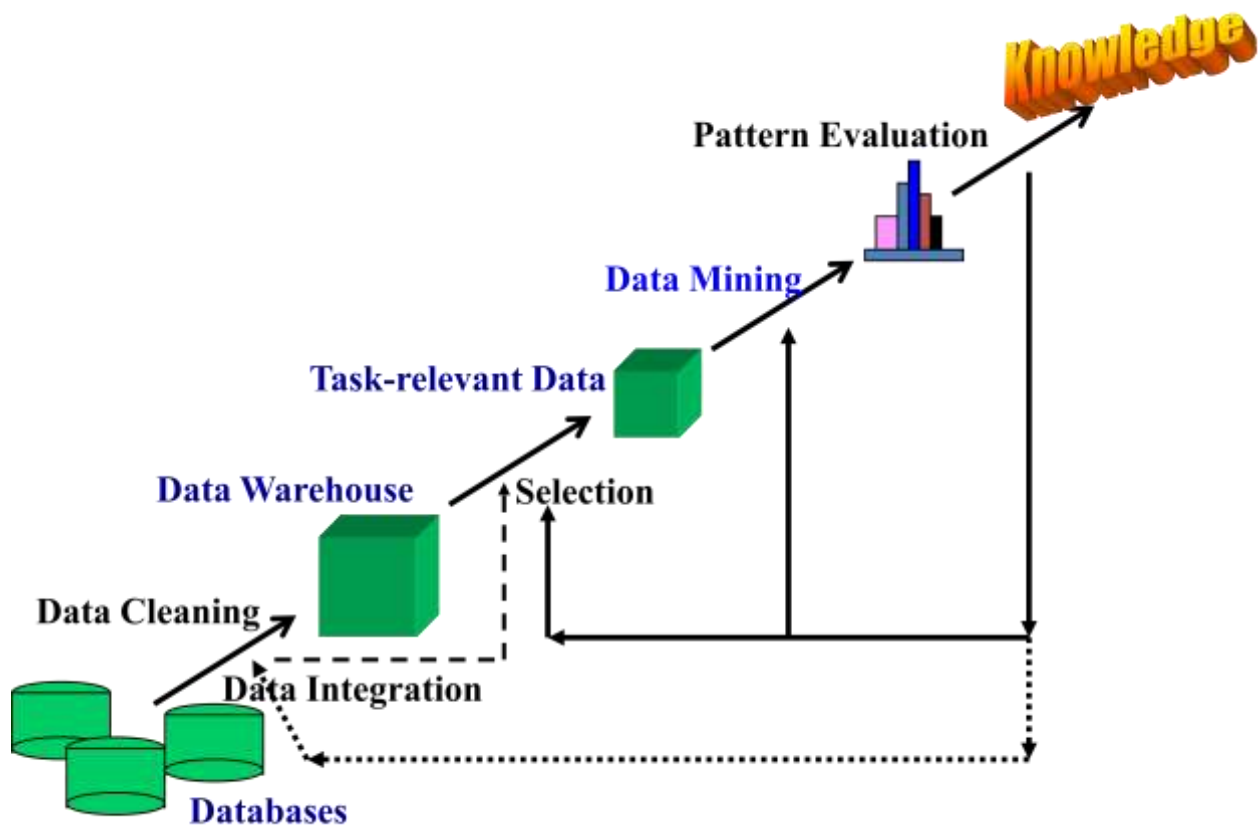 Knowledge
Pattern Evaluation
Data Mining
Task-relevant Data
Data Warehouse
Selection
Data Cleaning
Data Integration
Databases